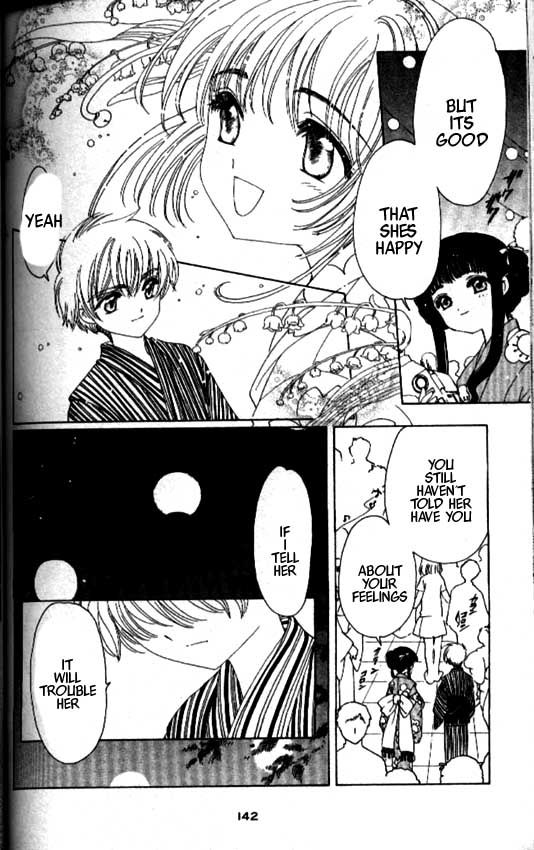 BUT
ITS
GOOD
THAT
SHES
HAPPY
YEAH
YOU
STILL
HAVEN'T
TOLD HER
HAVE YOU
ABOUT
YOUR
FEELINGS
IF
I
TELL
HER
IT
WILL
TROUBLE
HER
142